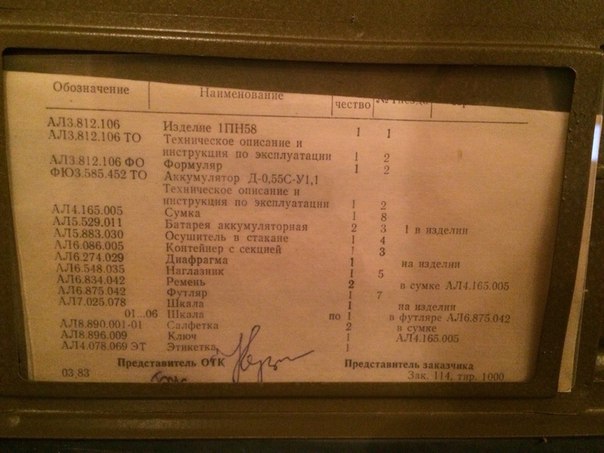 Обозначение Наименование чество № гнезда
АЛ3.812.106 Изделие 1ПН58 1 1
АЛ3.812.106 ТО Техническое описание и
инструкция по эксплуатации 1 2
АЛ3.812.106 ФО Формуляр 1 2
ФЮ3.585.452 ТО Аккумулятор Д-0,55С-У1,1
Техническое описание и
инструкция по эксплуатации 1 2
АЛ4.165.005 Сумка 1 8
АЛ5.529.011 Батарея аккумуляторная 2 3 1 в изделии
АЛ5.883.030 Осушитель в стакане 1 4
АЛ6.086.005 Контейнер с секцией 1 3
АЛ6.274.029 Диафрагма 1 на изделии
АЛ6.548.035 Наглазник 1 5
АЛ6.834.042 Ремень 2 в сумке АЛ4.165.005
АЛ6.875.042 Футляр 1 7
АЛ7.025.078 Шкала 1 на изделии
01...06 Шкала по 1 в футляре АЛ6.875.042
АЛ8.890.001-01 Салфетка 2 в сумке
АЛ8.896.009 Ключ 1 АЛ4.165.005
АЛ4.078.069 ЭТ Этикетка 1
Представитель ОТК Представитель заказчика
03.83 Зак. 114, тир. 1000